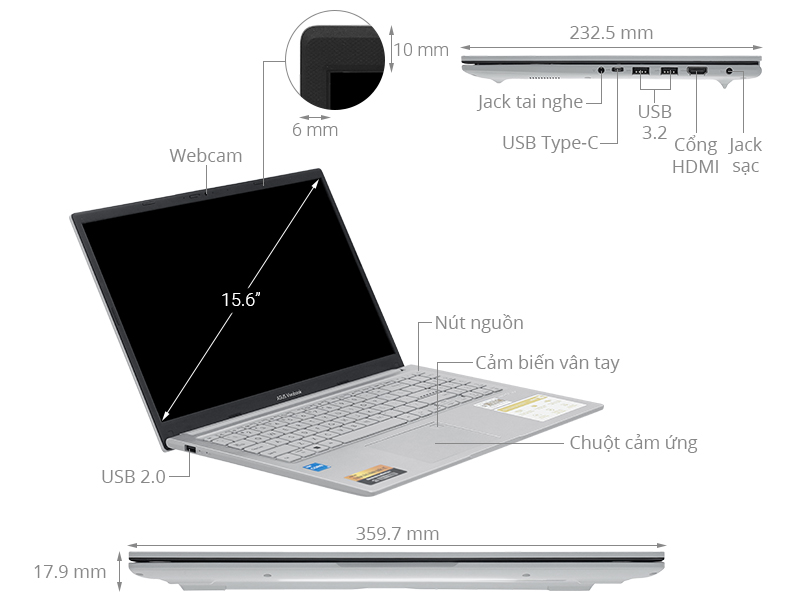 10 mm
6 mm
232.5 mm
Jack tai nghe
USB Type-C
USB
3.2
Cổng
HDMI
Jack
sạc
Webcam
15.6”
Nút nguồn
Cảm biến vân tay
ASUS Vivobook
Chuột cảm ứng
USB 2.0
359.7 mm
17.9 mm